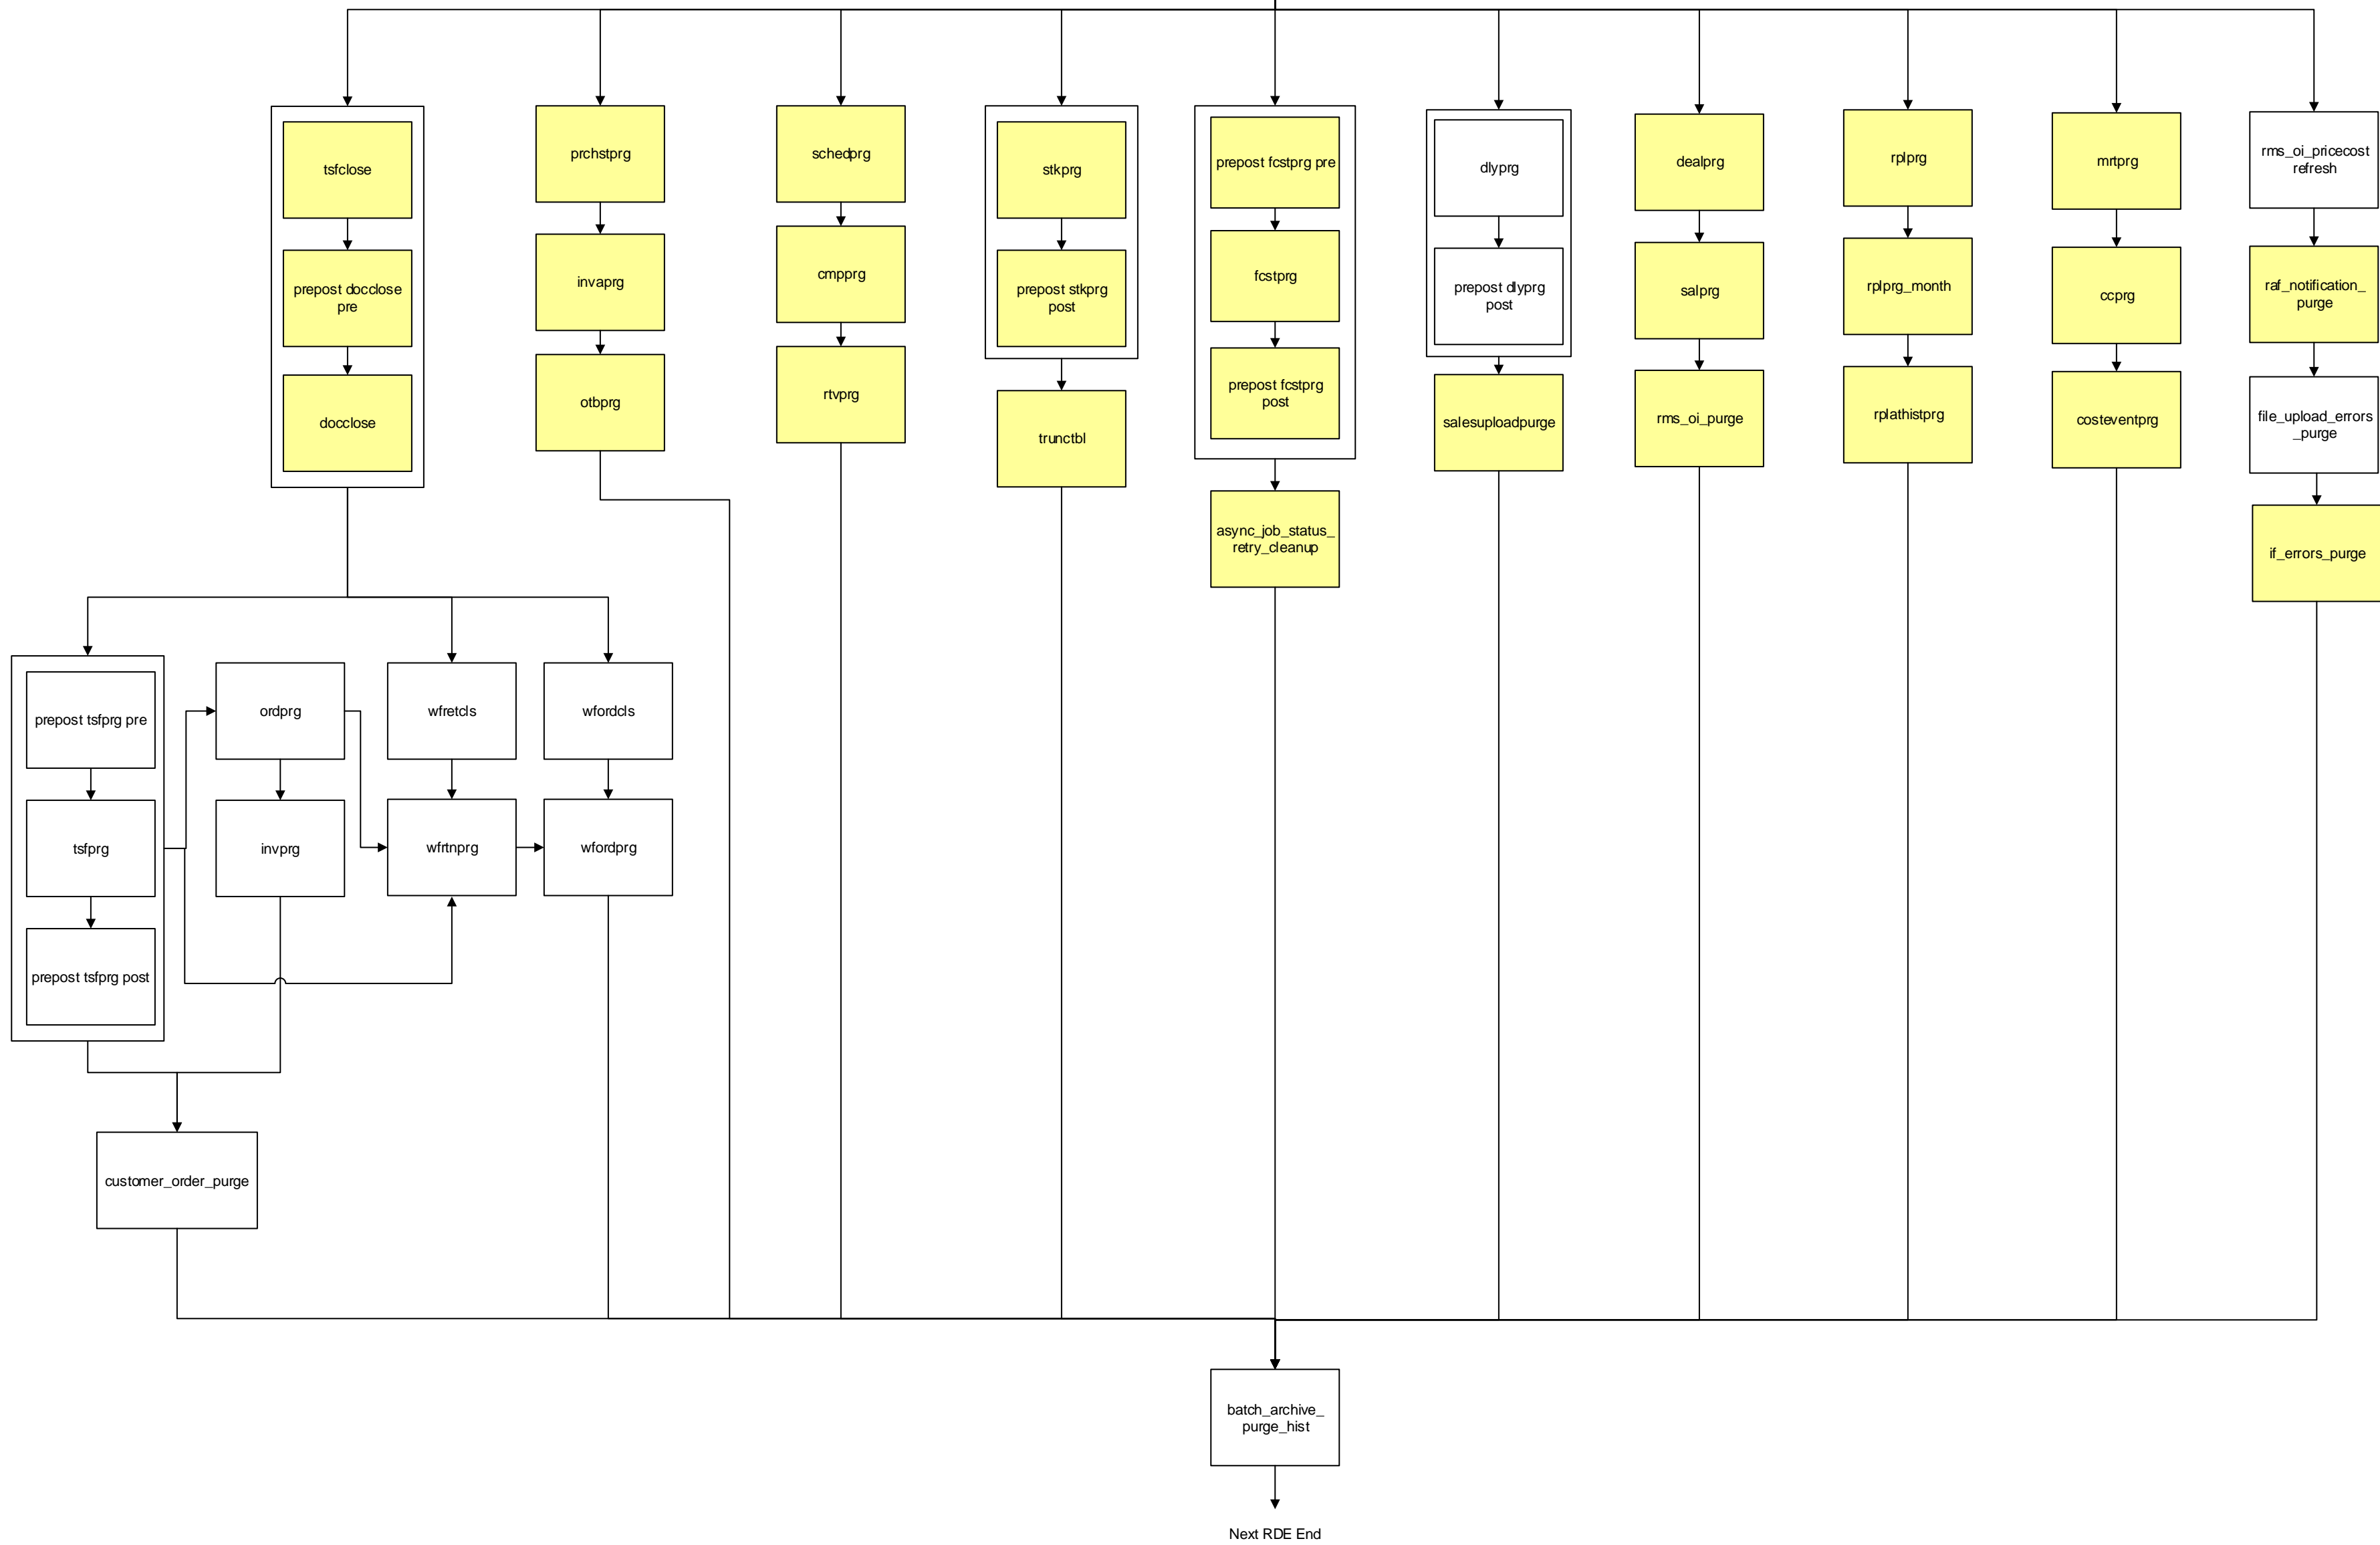 tsfclose
prepost docclose
pre
docclose
prchstprg
invaprg
otbprg
schedprg
cmpprg
rtvprg
stkprg
prepost stkprg
post
trunctbl
prepost fcstprg pre
fcstprg
prepost fcstprg
post
async_job_status_
retry_cleanup
dlyprg
prepost dlyprg
post
salesuploadpurge
dealprg
salprg
rms_oi_purge
rplprg
rplprg_month
rplathistprg
mrtprg
ccprg
costeventprg
rms_oi_pricecost
refresh
raf_notification_
purge
file_upload_errors
_purge
if_errors_purge
prepost tsfprg pre
tsfprg
prepost tsfprg post
ordprg
invprg
wfretcls
wfrtnprg
wfordcls
wfordprg
customer_order_purge
batch_archive_
purge_hist
Next RDE End